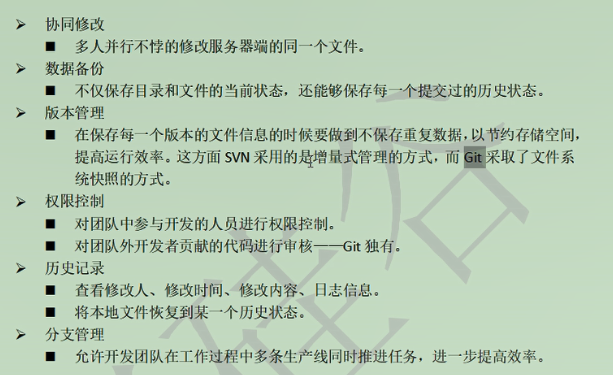 ➢ 协同修改
■ 多人并行不悖的修改服务器端的同一个文件。
➢ 数据备份
■ 不仅保存目录和文件的当前状态，还能够保存每一个提交过的历史状态。
➢ 版本管理
■ 在保存每一个版本的文件信息的时候要做到不保存重复数据，以节约存储空间，
提高运行效率。这方面 SVN 采用的是增量式管理的方式，而 Git 采取了文件系
统快照的方式。
➢ 权限控制
■ 对团队中参与开发的人员进行权限控制。
■ 对团队外开发者贡献的代码进行审核——Git 独有。
➢ 历史记录
■ 查看修改人、修改时间、修改内容、日志信息。
■ 将本地文件恢复到某一个历史状态。
➢ 分支管理
■ 允许开发团队在工作过程中多条生产线同时推进任务，进一步提高效率。
硅谷